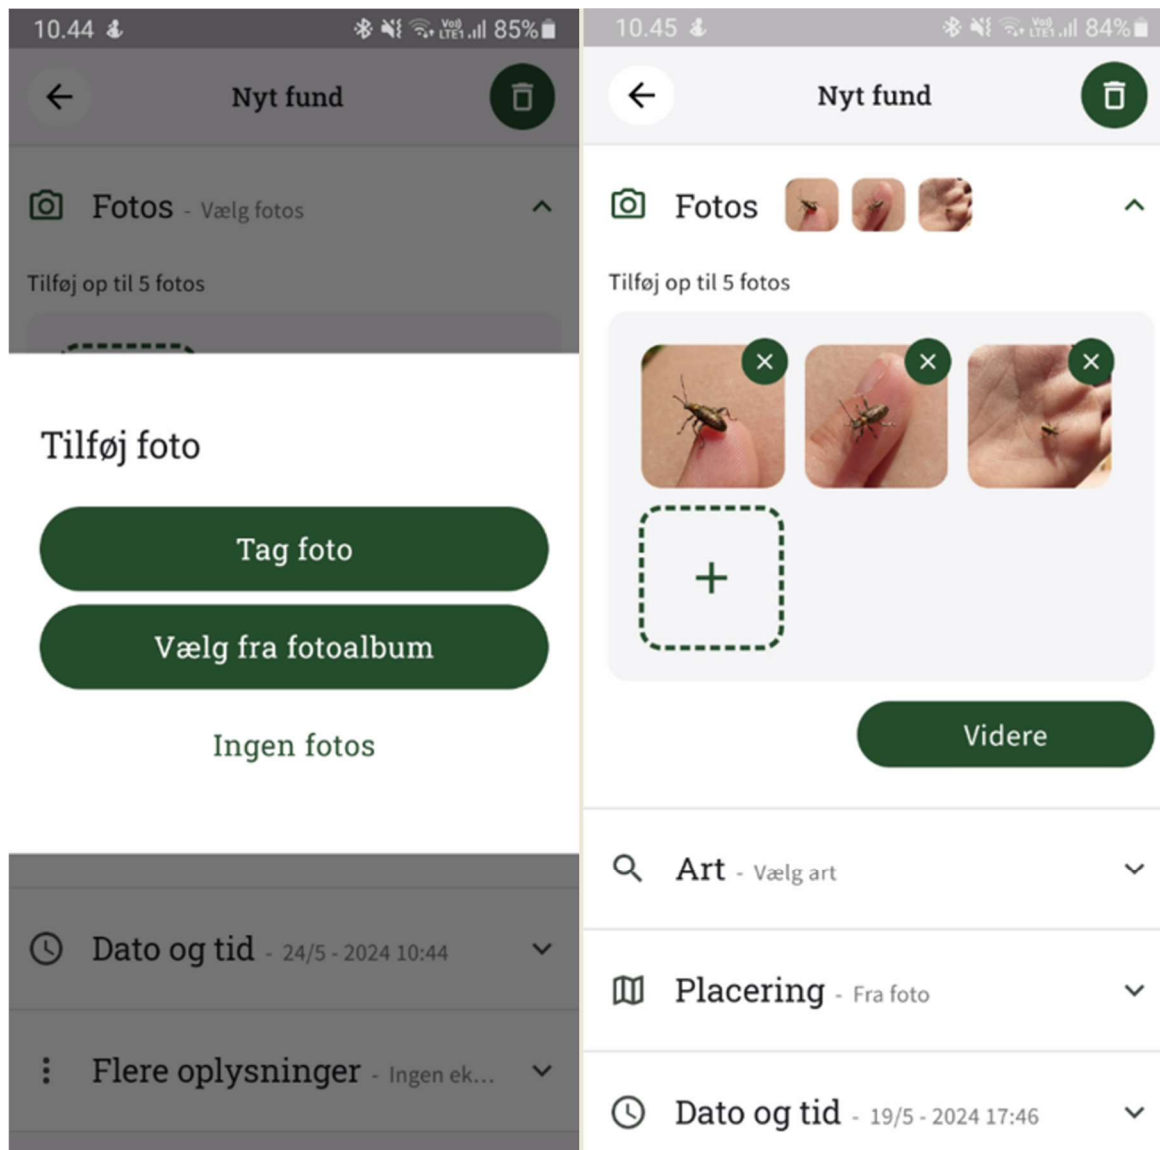 10.44
85%
Nyt fund
Fotos - Vælg fotos
Tilføj op til 5 fotos
Tilføj foto
Tag foto
Vælg fra fotoalbum
Ingen fotos
Dato og tid - 24/5 - 2024 10:44
Flere oplysninger - Ingen ek...
10.45
84%
Nyt fund
Fotos
Tilføj op til 5 fotos
Videre
Art - Vælg art
Placering - Fra foto
Dato og tid - 19/5 - 2024 17:46